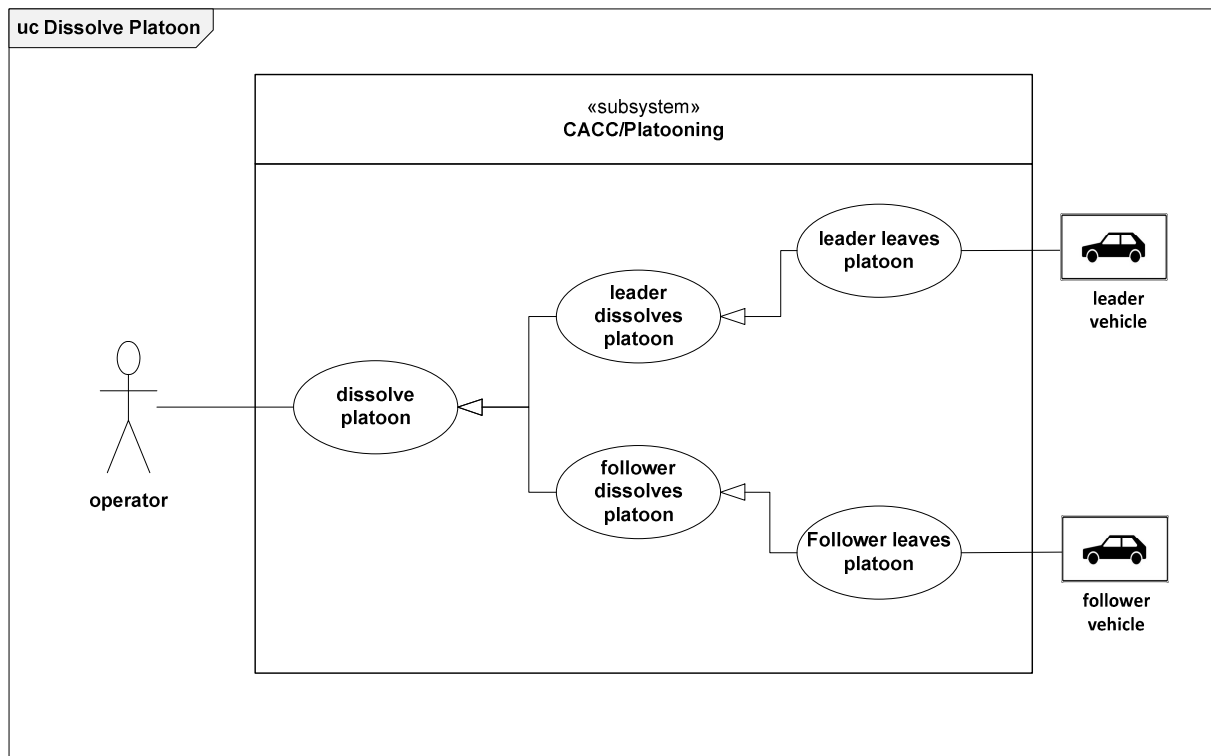 uc Dissolve Platoon
«subsystem»
CACC/Platooning
leader leaves
platoon
leader
vehicle
leader
dissolves
platoon
dissolve
platoon
operator
follower
dissolves
platoon
Follower leaves
platoon
follower
vehicle